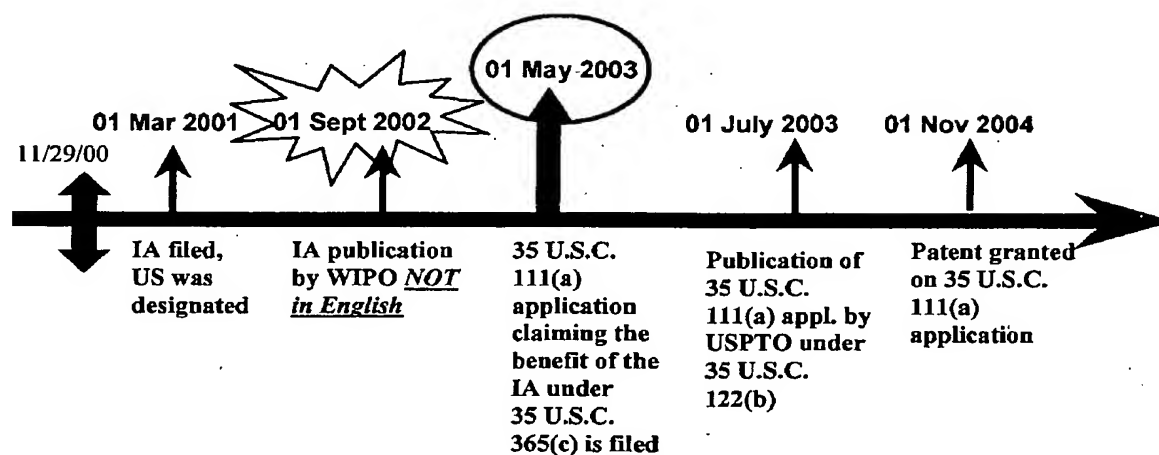 01 May 2003
01 Mar 2001
01 Sept 2002
01 July 2003
01 Nov 2004
11/29/00
IA filed,
US was
designated
IA publication
by WIPO NOT
in English
35 U.S.C.
111(a)
application
claiming the
benefit of the
IA under
35 U.S.C.
365(c) is filed
Publication of
35 U.S.C.
111(a) appl. by
USPTO under
35 U.S.C.
122(b)
Patent granted
on 35 U.S.C.
111(a)
application